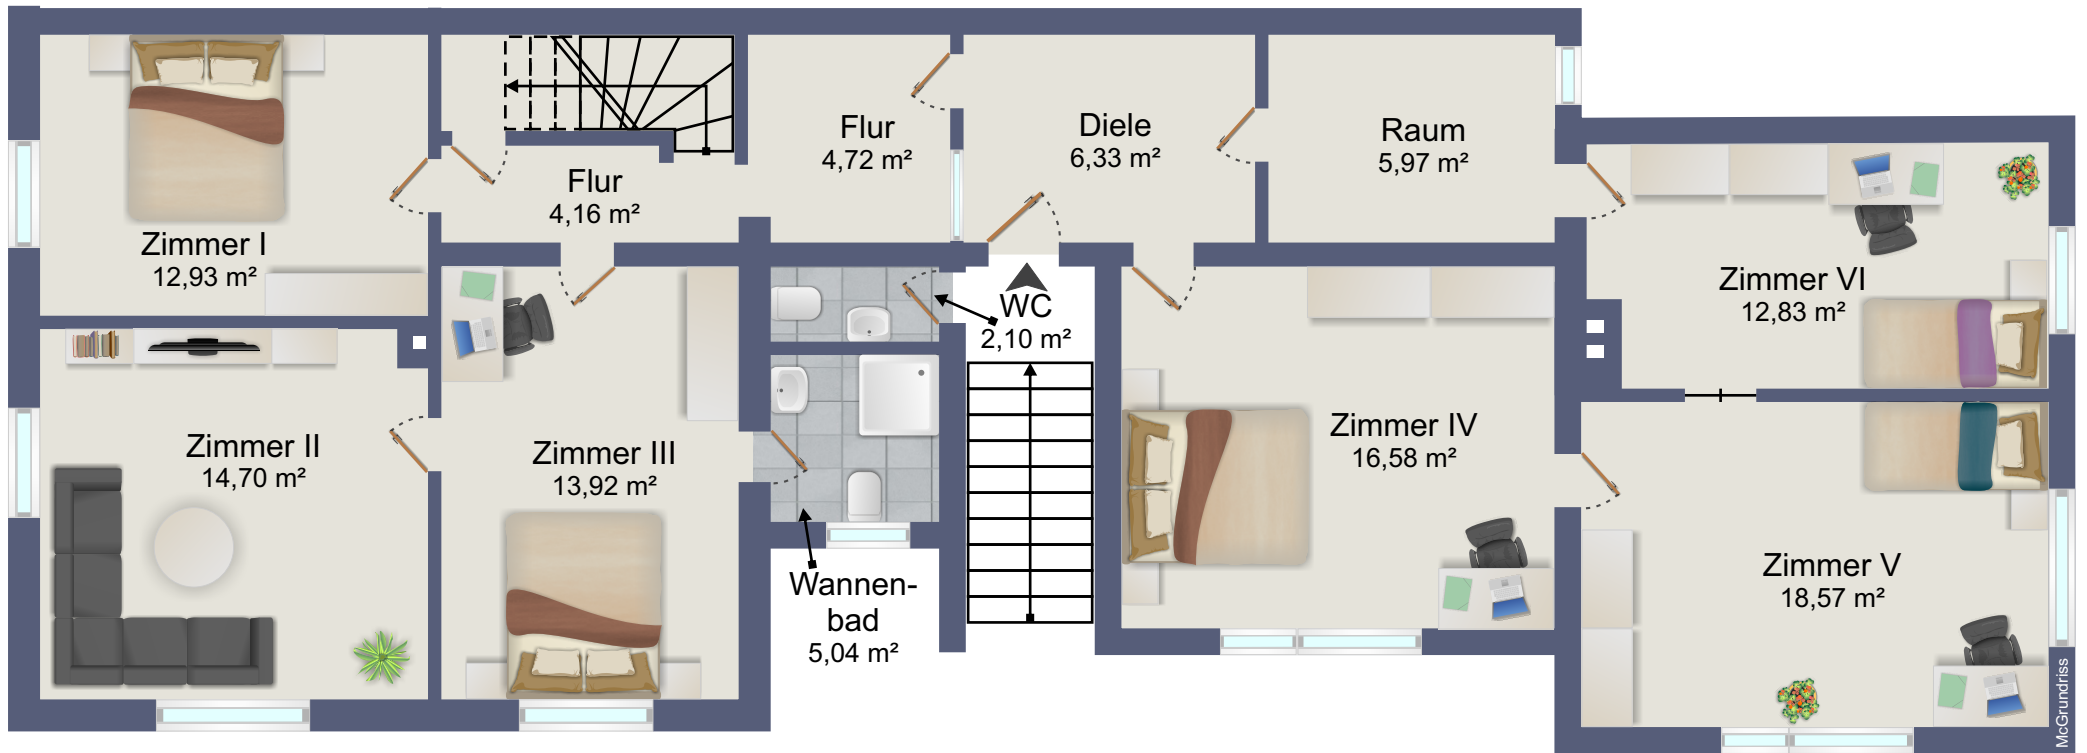 Zimmer I
12,93 m²
Flur
4,16 m²
Flur
4,72 m²
Diele
6,33 m²
Raum
5,97 m²
Zimmer VI
12,83 m²
WC
2,10 m²
Zimmer II
14,70 m²
Zimmer III
13,92 m²
Zimmer IV
16,58 m²
Wannen-
bad
5,04 m²
Zimmer V
18,57 m²
McGrundriss